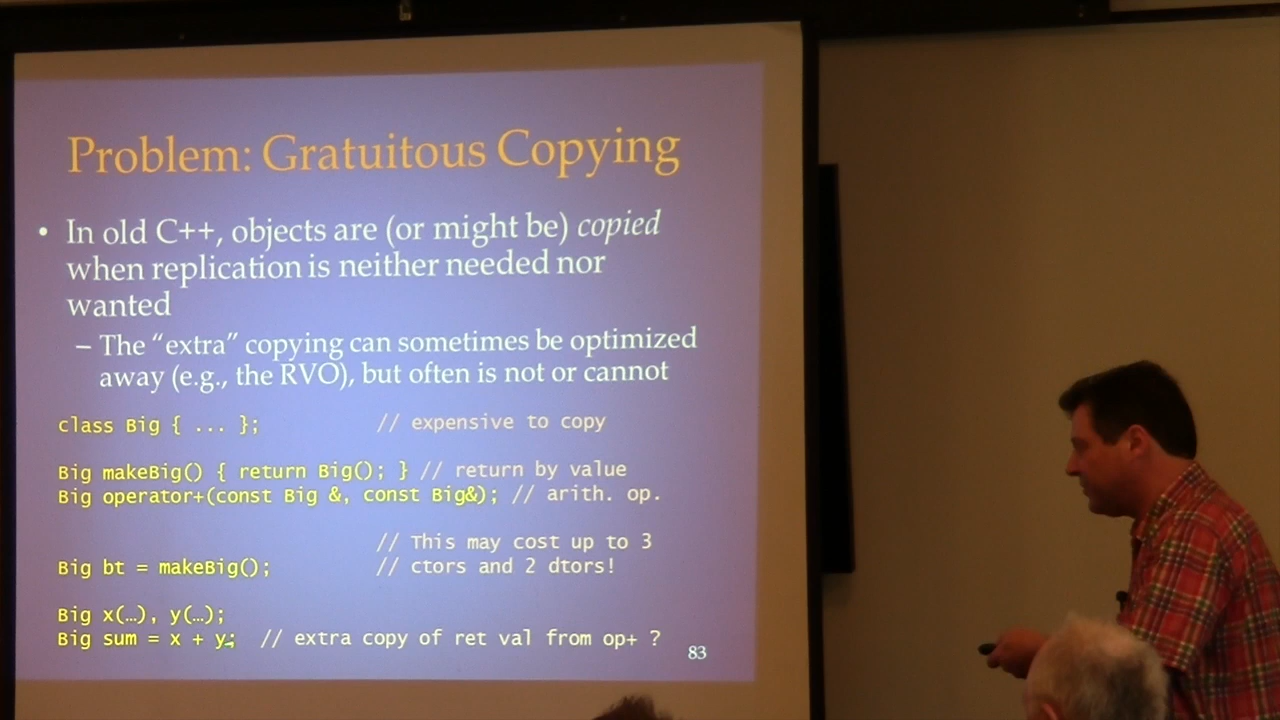 Problem: Gratuitous Copying
• In old C++, objects are (or might be) copied
when replication is neither needed nor
wanted
– The “extra” copying can sometimes be optimized
away (e.g., the RVO), but often is not or cannot
class Big { ... }; // expensive to copy
Big makeBig() { return Big(); } // return by value
Big operator+(const Big &, const Big&); // arith. op.
// This may cost up to 3
Big bt = makeBig(); // ctors and 2 dtors!
Big x(…), y(…);
Big sum = x + y; // extra copy of ret val from op+ ?
83